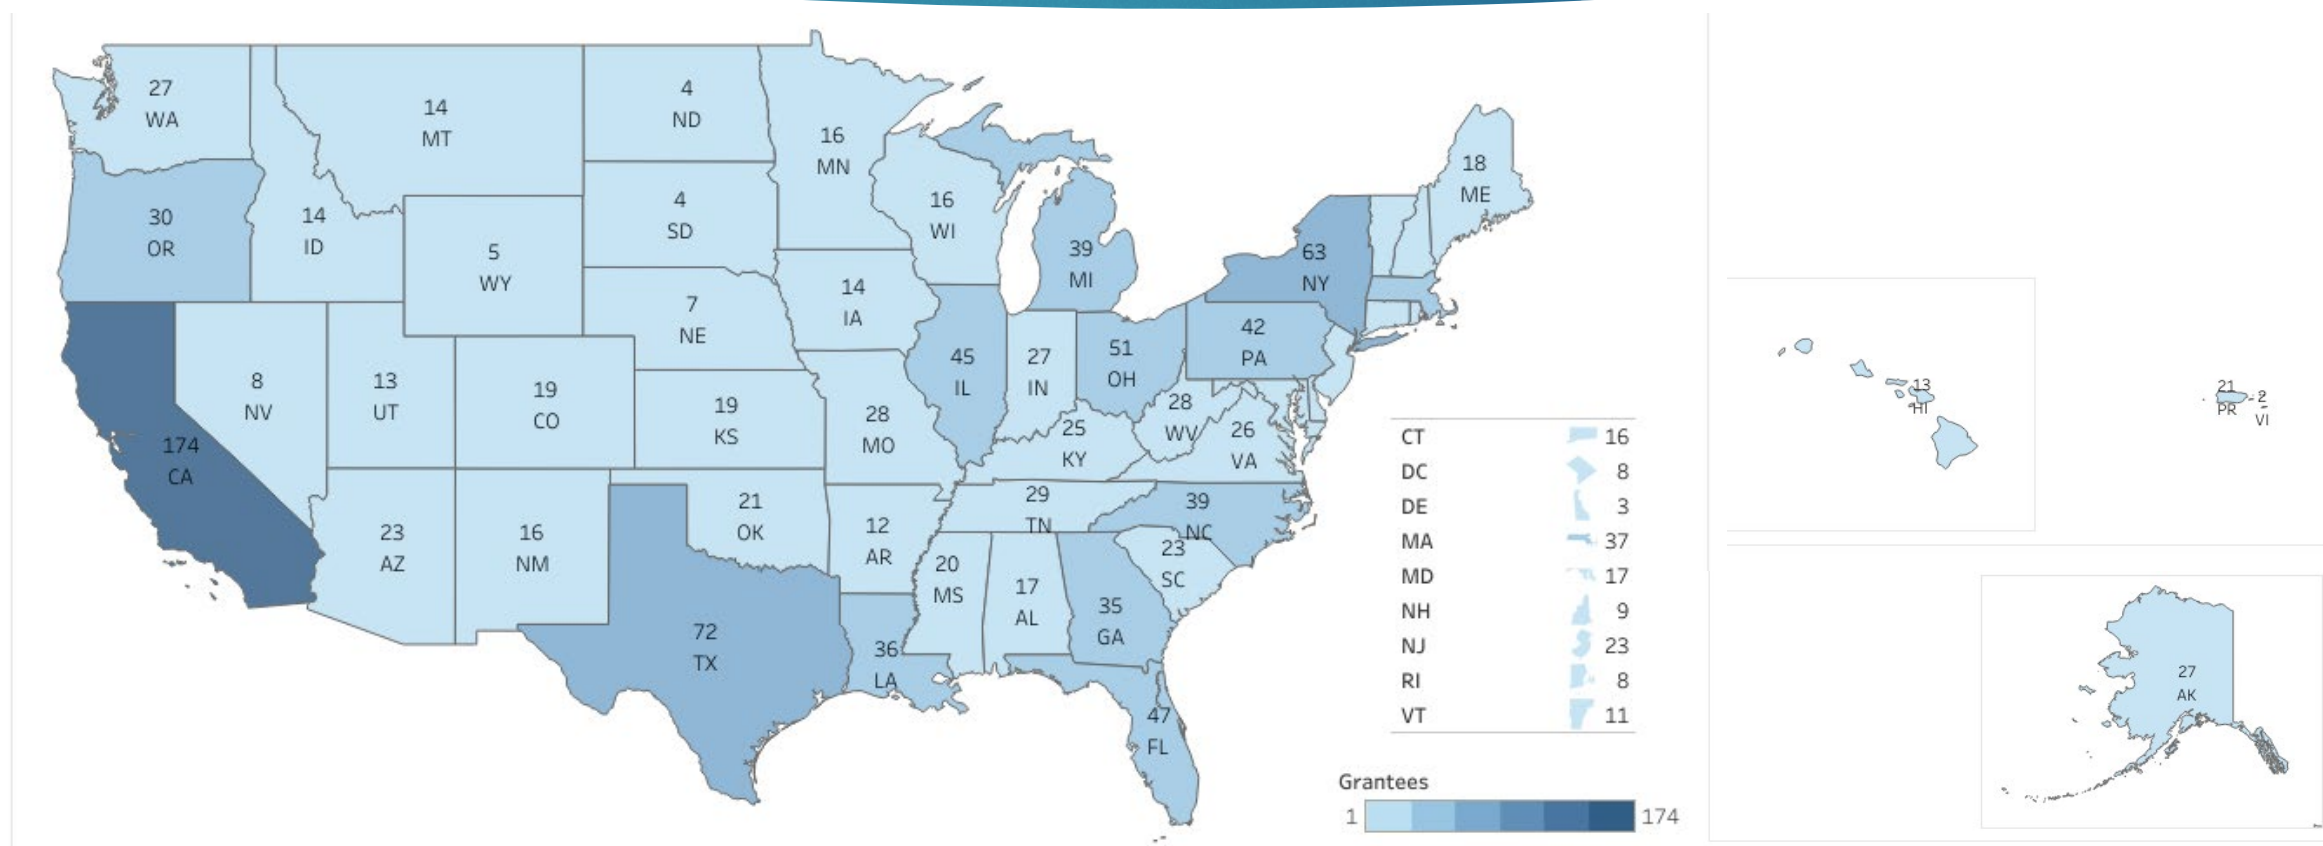 27
WA
14
MT
4
ND
16
MN
18
ME
30
OR
14
ID
5
WY
4
SD
16
WI
39
MI
63
NY
7
NE
14
IA
8
NV
13
UT
19
CO
19
KS
28
MO
45
IL
27
IN
51
OH
42
PA
28
WV
26
VA
25
KY
174
CA
23
AZ
16
NM
21
OK
12
AR
29
TN
39
NC
23
SC
20
MS
17
AL
35
GA
72
TX
36
LA
47
FL
CT 16
DC 8
DE 3
MA 37
MD 17
NH 9
NJ 23
RI 8
VT 11
Grantees
1 174
13
HI
21
PR
2
VI
27
AK